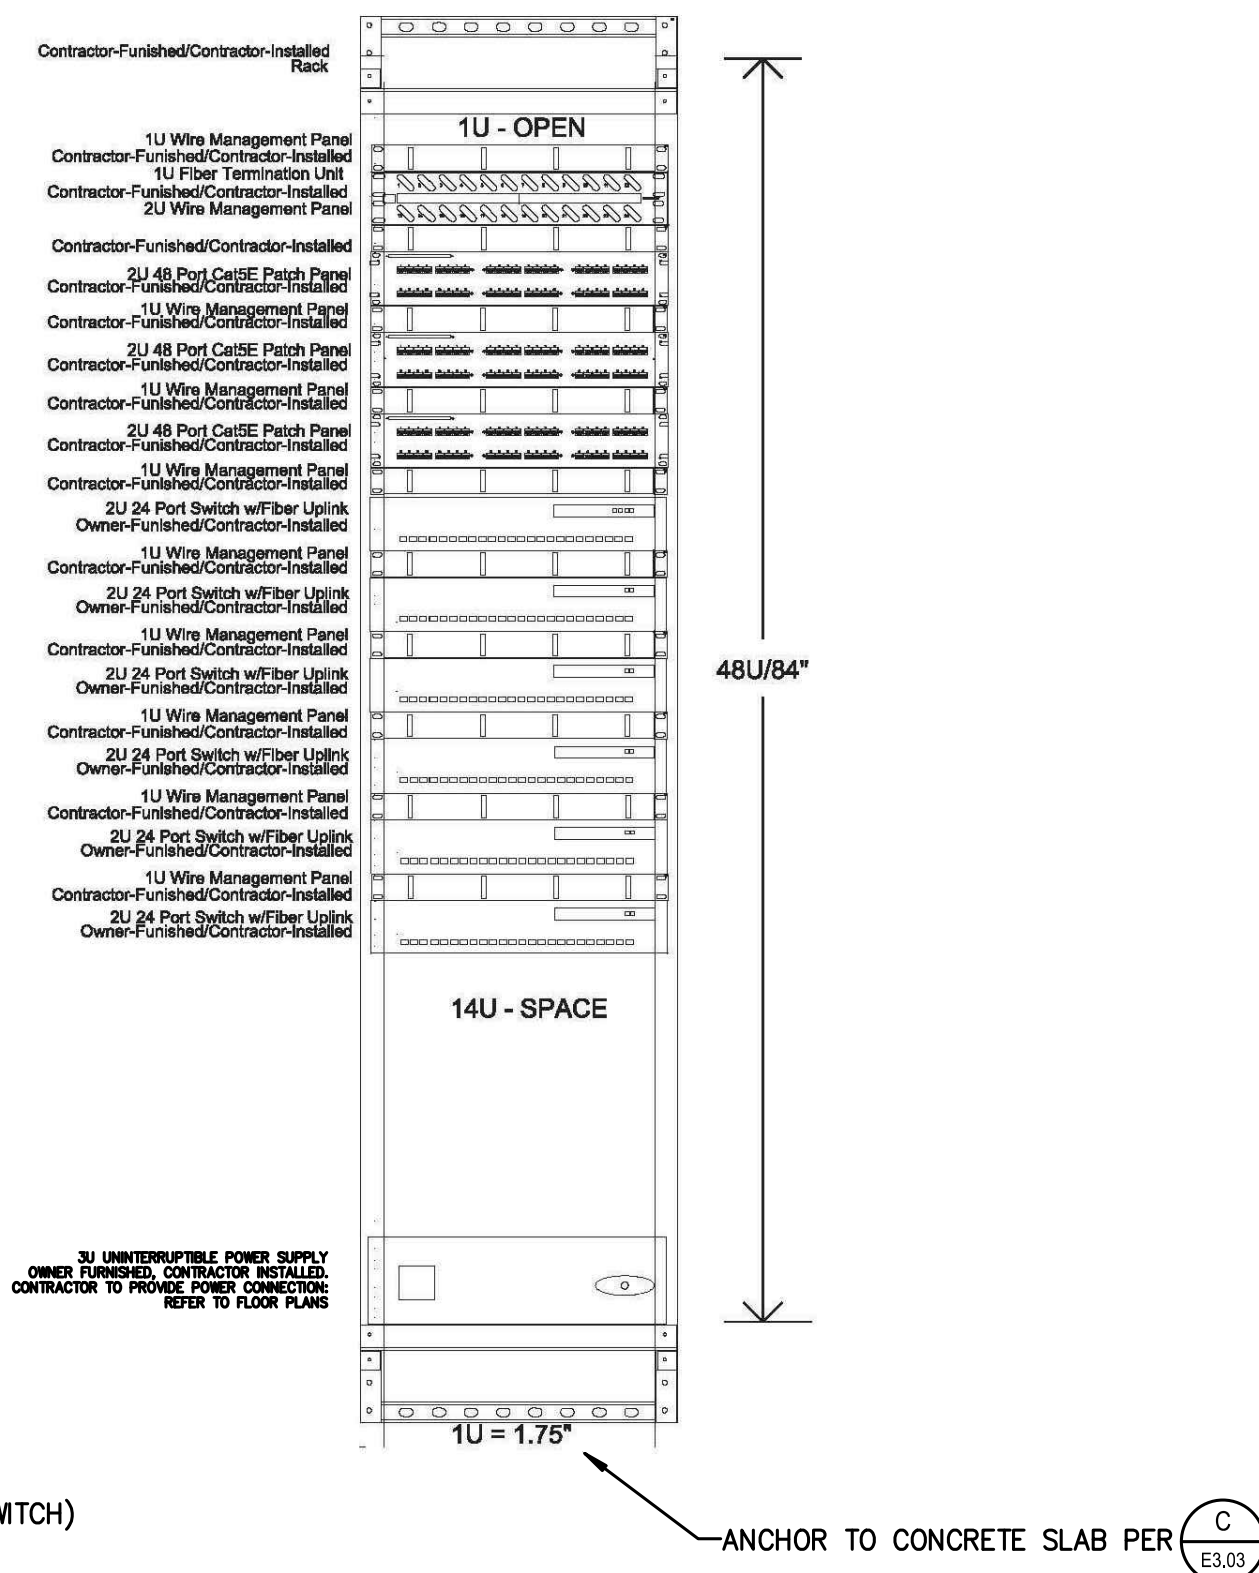 Contractor-Funished/Contractor-Installed
Rack
1U - OPEN
1U Wire Management Panel
Contractor-Funished/Contractor-Installed
1U Fiber Termination Unit
Contractor-Funished/Contractor-Installed
2U Wire Management Panel
Contractor-Funished/Contractor-Installed
2U 48 Port Cat5E Patch Panel
Contractor-Funished/Contractor-Installed
1U Wire Management Panel
Contractor-Funished/Contractor-Installed
2U 48 Port Cat5E Patch Panel
Contractor-Funished/Contractor-Installed
1U Wire Management Panel
Contractor-Funished/Contractor-Installed
2U 48 Port Cat5E Patch Panel
Contractor-Funished/Contractor-Installed
1U Wire Management Panel
Contractor-Funished/Contractor-Installed
2U 24 Port Switch w/Fiber Uplink
Owner-Funished/Contractor-Installed
1U Wire Management Panel
Contractor-Funished/Contractor-Installed
2U 24 Port Switch w/Fiber Uplink
Owner-Funished/Contractor-Installed
1U Wire Management Panel
Contractor-Funished/Contractor-Installed
2U 24 Port Switch w/Fiber Uplink
Owner-Funished/Contractor-Installed
48U/84"
1U Wire Management Panel
Contractor-Funished/Contractor-Installed
2U 24 Port Switch w/Fiber Uplink
Owner-Funished/Contractor-Installed
1U Wire Management Panel
Contractor-Funished/Contractor-Installed
2U 24 Port Switch w/Fiber Uplink
Owner-Funished/Contractor-Installed
1U Wire Management Panel
Contractor-Funished/Contractor-Installed
2U 24 Port Switch w/Fiber Uplink
Owner-Funished/Contractor-Installed
14U - SPACE
3U UNINTERRUPTIBLE POWER SUPPLY
OWNER FURNISHED, CONTRACTOR INSTALLED.
CONTRACTOR TO PROVIDE POWER CONNECTION:
REFER TO FLOOR PLANS
1U = 1.75"
WITCH)
ANCHOR TO CONCRETE SLAB PER
C
E3.03